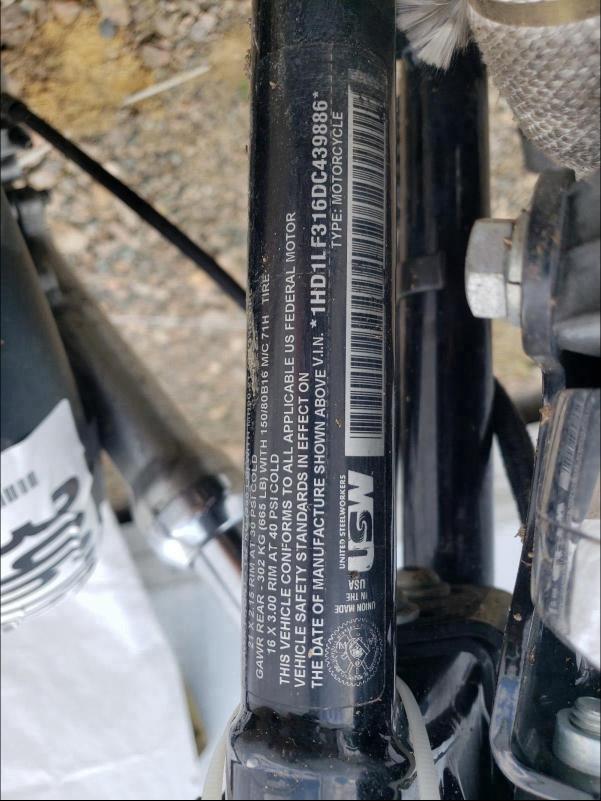 21 X 2.15 RIM AT 36 PSI COLD
GAWR REAR - 302 KG (665 LB) WITH 150/80B16 M/C 71H TIRE
16 X 3.00 RIM AT 40 PSI COLD
THIS VEHICLE CONFORMS TO ALL APPLICABLE US FEDERAL MOTOR
VEHICLE SAFETY STANDARDS IN EFFECT ON
THE DATE OF MANUFACTURE SHOWN ABOVE V.I.N. *1HD1LF316DC439886*
TYPE: MOTORCYCLE
UNITED STEELWORKERS
USW
UNION MADE
IN THE
USA